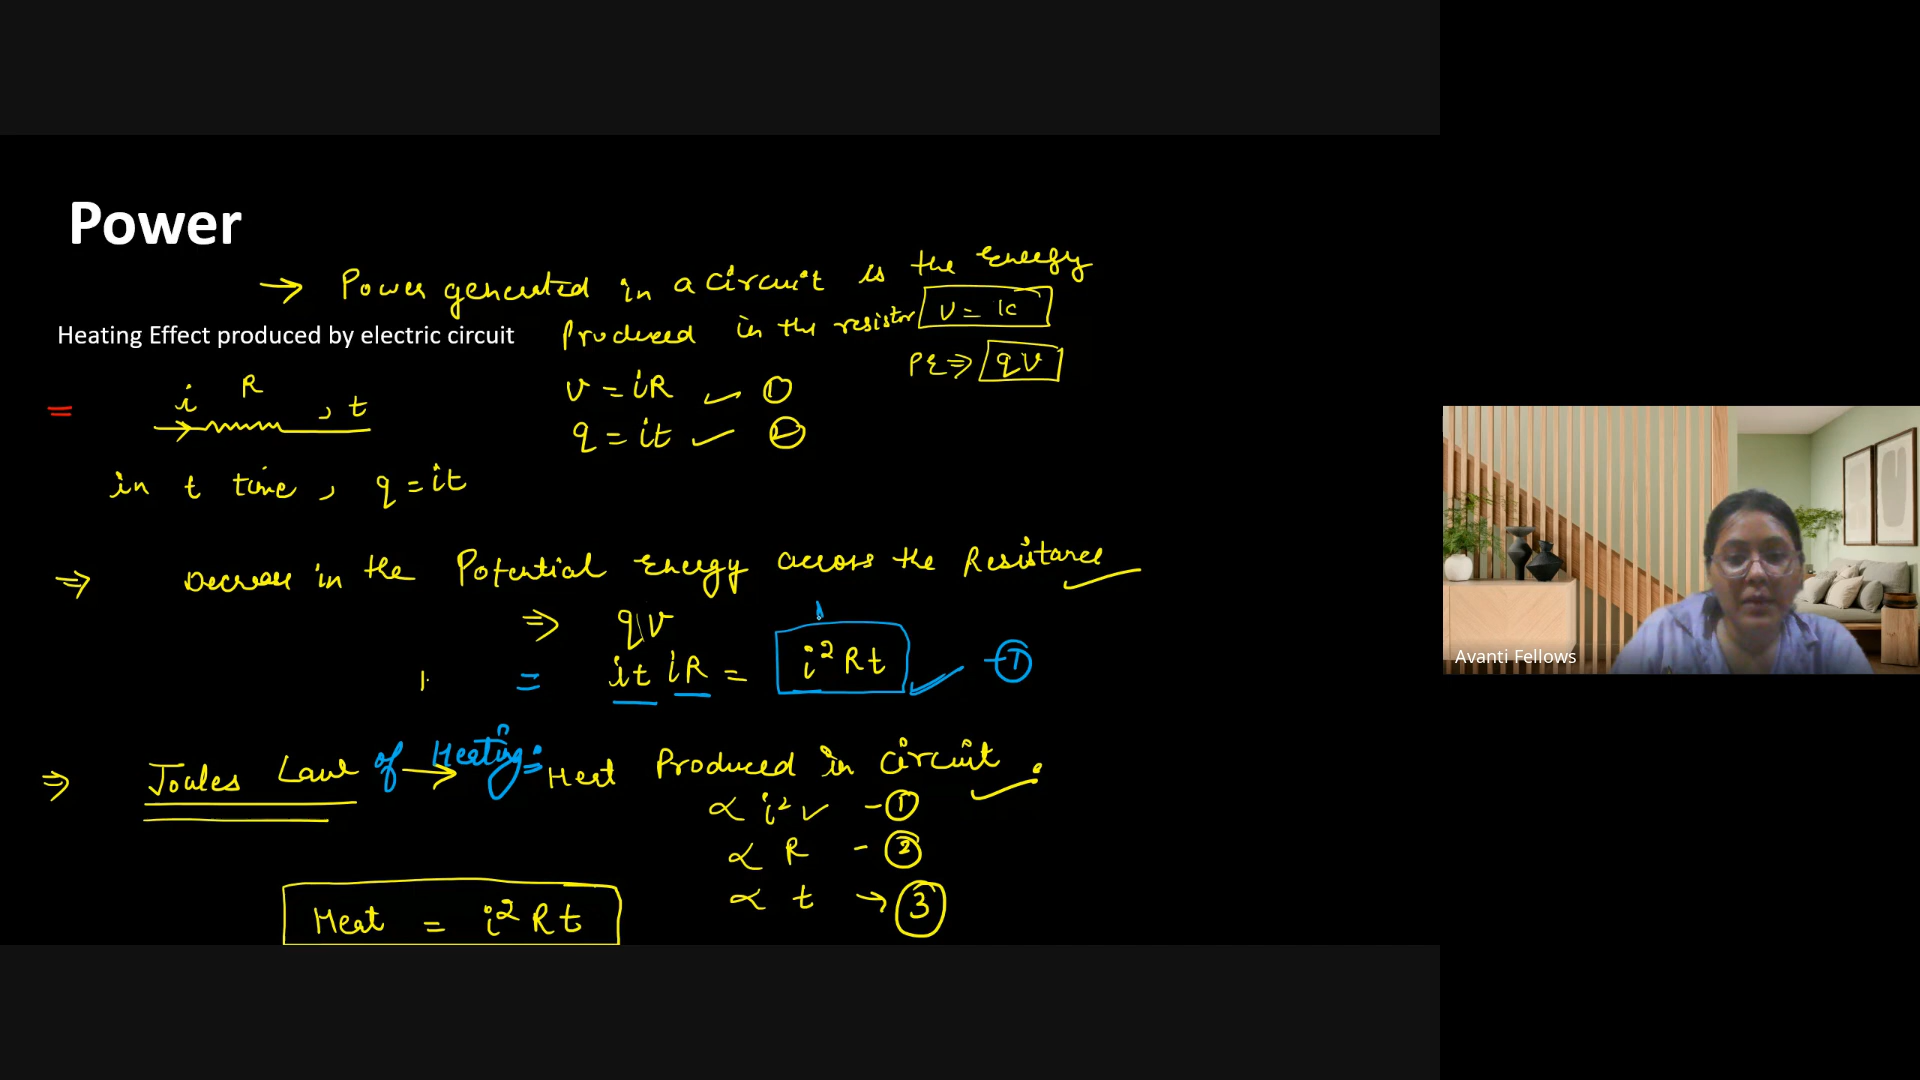 Power
→ Power generated in a circuit is the Energy
Heating Effect produced by electric circuit
Produced in the resistor
PE ⇒ qv
i R , t
v = iR ①
q = it ②
in t time , q = it
⇒ Decrease in the Potential Energy across the Resistance
⇒ qv
= it iR = i²Rt - ①
⇒ Joules Law of Heating:- → Heat Produced in circuit .
∝ i² - ①
∝ R - ②
∝ t → ③
Heat = i²Rt
Avanti Fellows